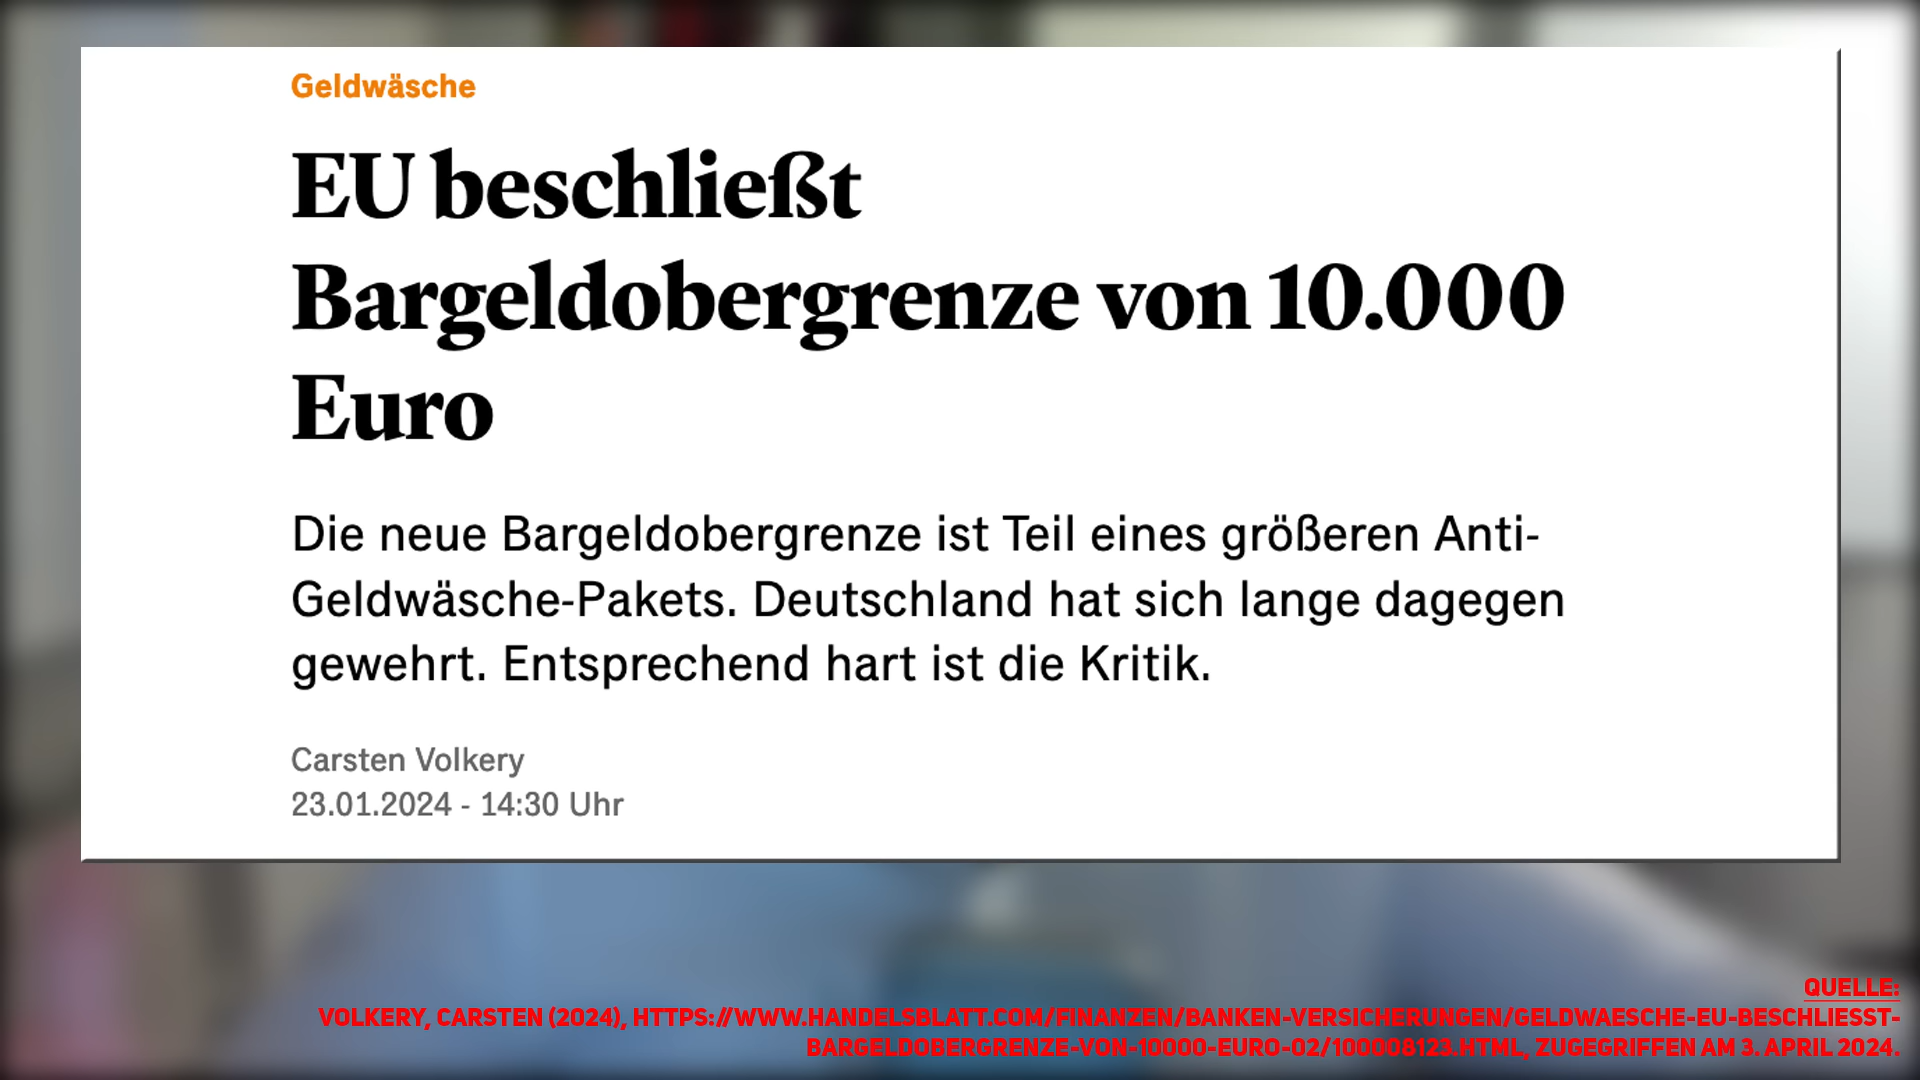 Geldwäsche
EU beschließt
Bargeldobergrenze von 10.000
Euro
Die neue Bargeldobergrenze ist Teil eines größeren Anti-
Geldwäsche-Pakets. Deutschland hat sich lange dagegen
gewehrt. Entsprechend hart ist die Kritik.
Carsten Volkery
23.01.2024 - 14:30 Uhr
QUELLE:
VOLKERY, CARSTEN (2024), HTTPS://WWW.HANDELSBLATT.COM/FINANZEN/BANKEN-VERSICHERUNGEN/GELDWAESCHE-EU-BESCHLIESST-
BARGELDOBERGRENZE-VON-10000-EURO-02/100008123.HTML, ZUGEGRIFFEN AM 3. APRIL 2024.